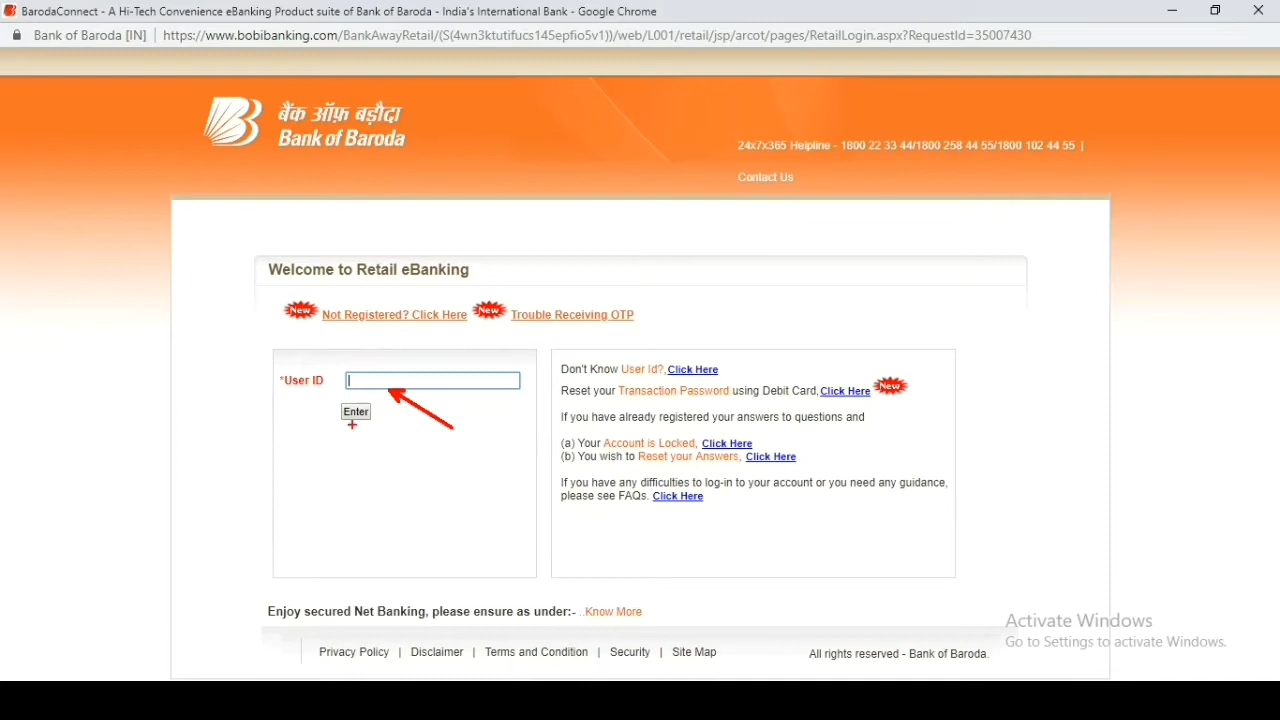 BarodaConnect - A Hi-Tech Convenience eBanking Product suite of Bank of Baroda - India's International Bank - Google Chrome
Bank of Baroda [IN] | https://www.bobibanking.com/BankAwayRetail/(S(4wn3ktutifucs145epfio5v1))/web/L001/retail/jsp/arcot/pages/RetailLogin.aspx?RequestId=35007430
बैंक ऑफ़ बड़ौदा
Bank of Baroda
24x7x365 Helpline - 1800 22 33 44/1800 258 44 55/1800 102 44 55 |
Contact Us
Welcome to Retail eBanking
New Not Registered? Click Here New Trouble Receiving OTP
*User ID
Enter
Don't Know User Id?, Click Here
Reset your Transaction Password using Debit Card, Click Here New
If you have already registered your answers to questions and
(a) Your Account is Locked, Click Here
(b) You wish to Reset your Answers, Click Here
If you have any difficulties to log-in to your account or you need any guidance,
please see FAQs. Click Here
Enjoy secured Net Banking, please ensure as under:- ..Know More
Privacy Policy | Disclaimer | Terms and Condition | Security | Site Map
All rights reserved - Bank of Baroda.
Activate Windows
Go to Settings to activate Windows.